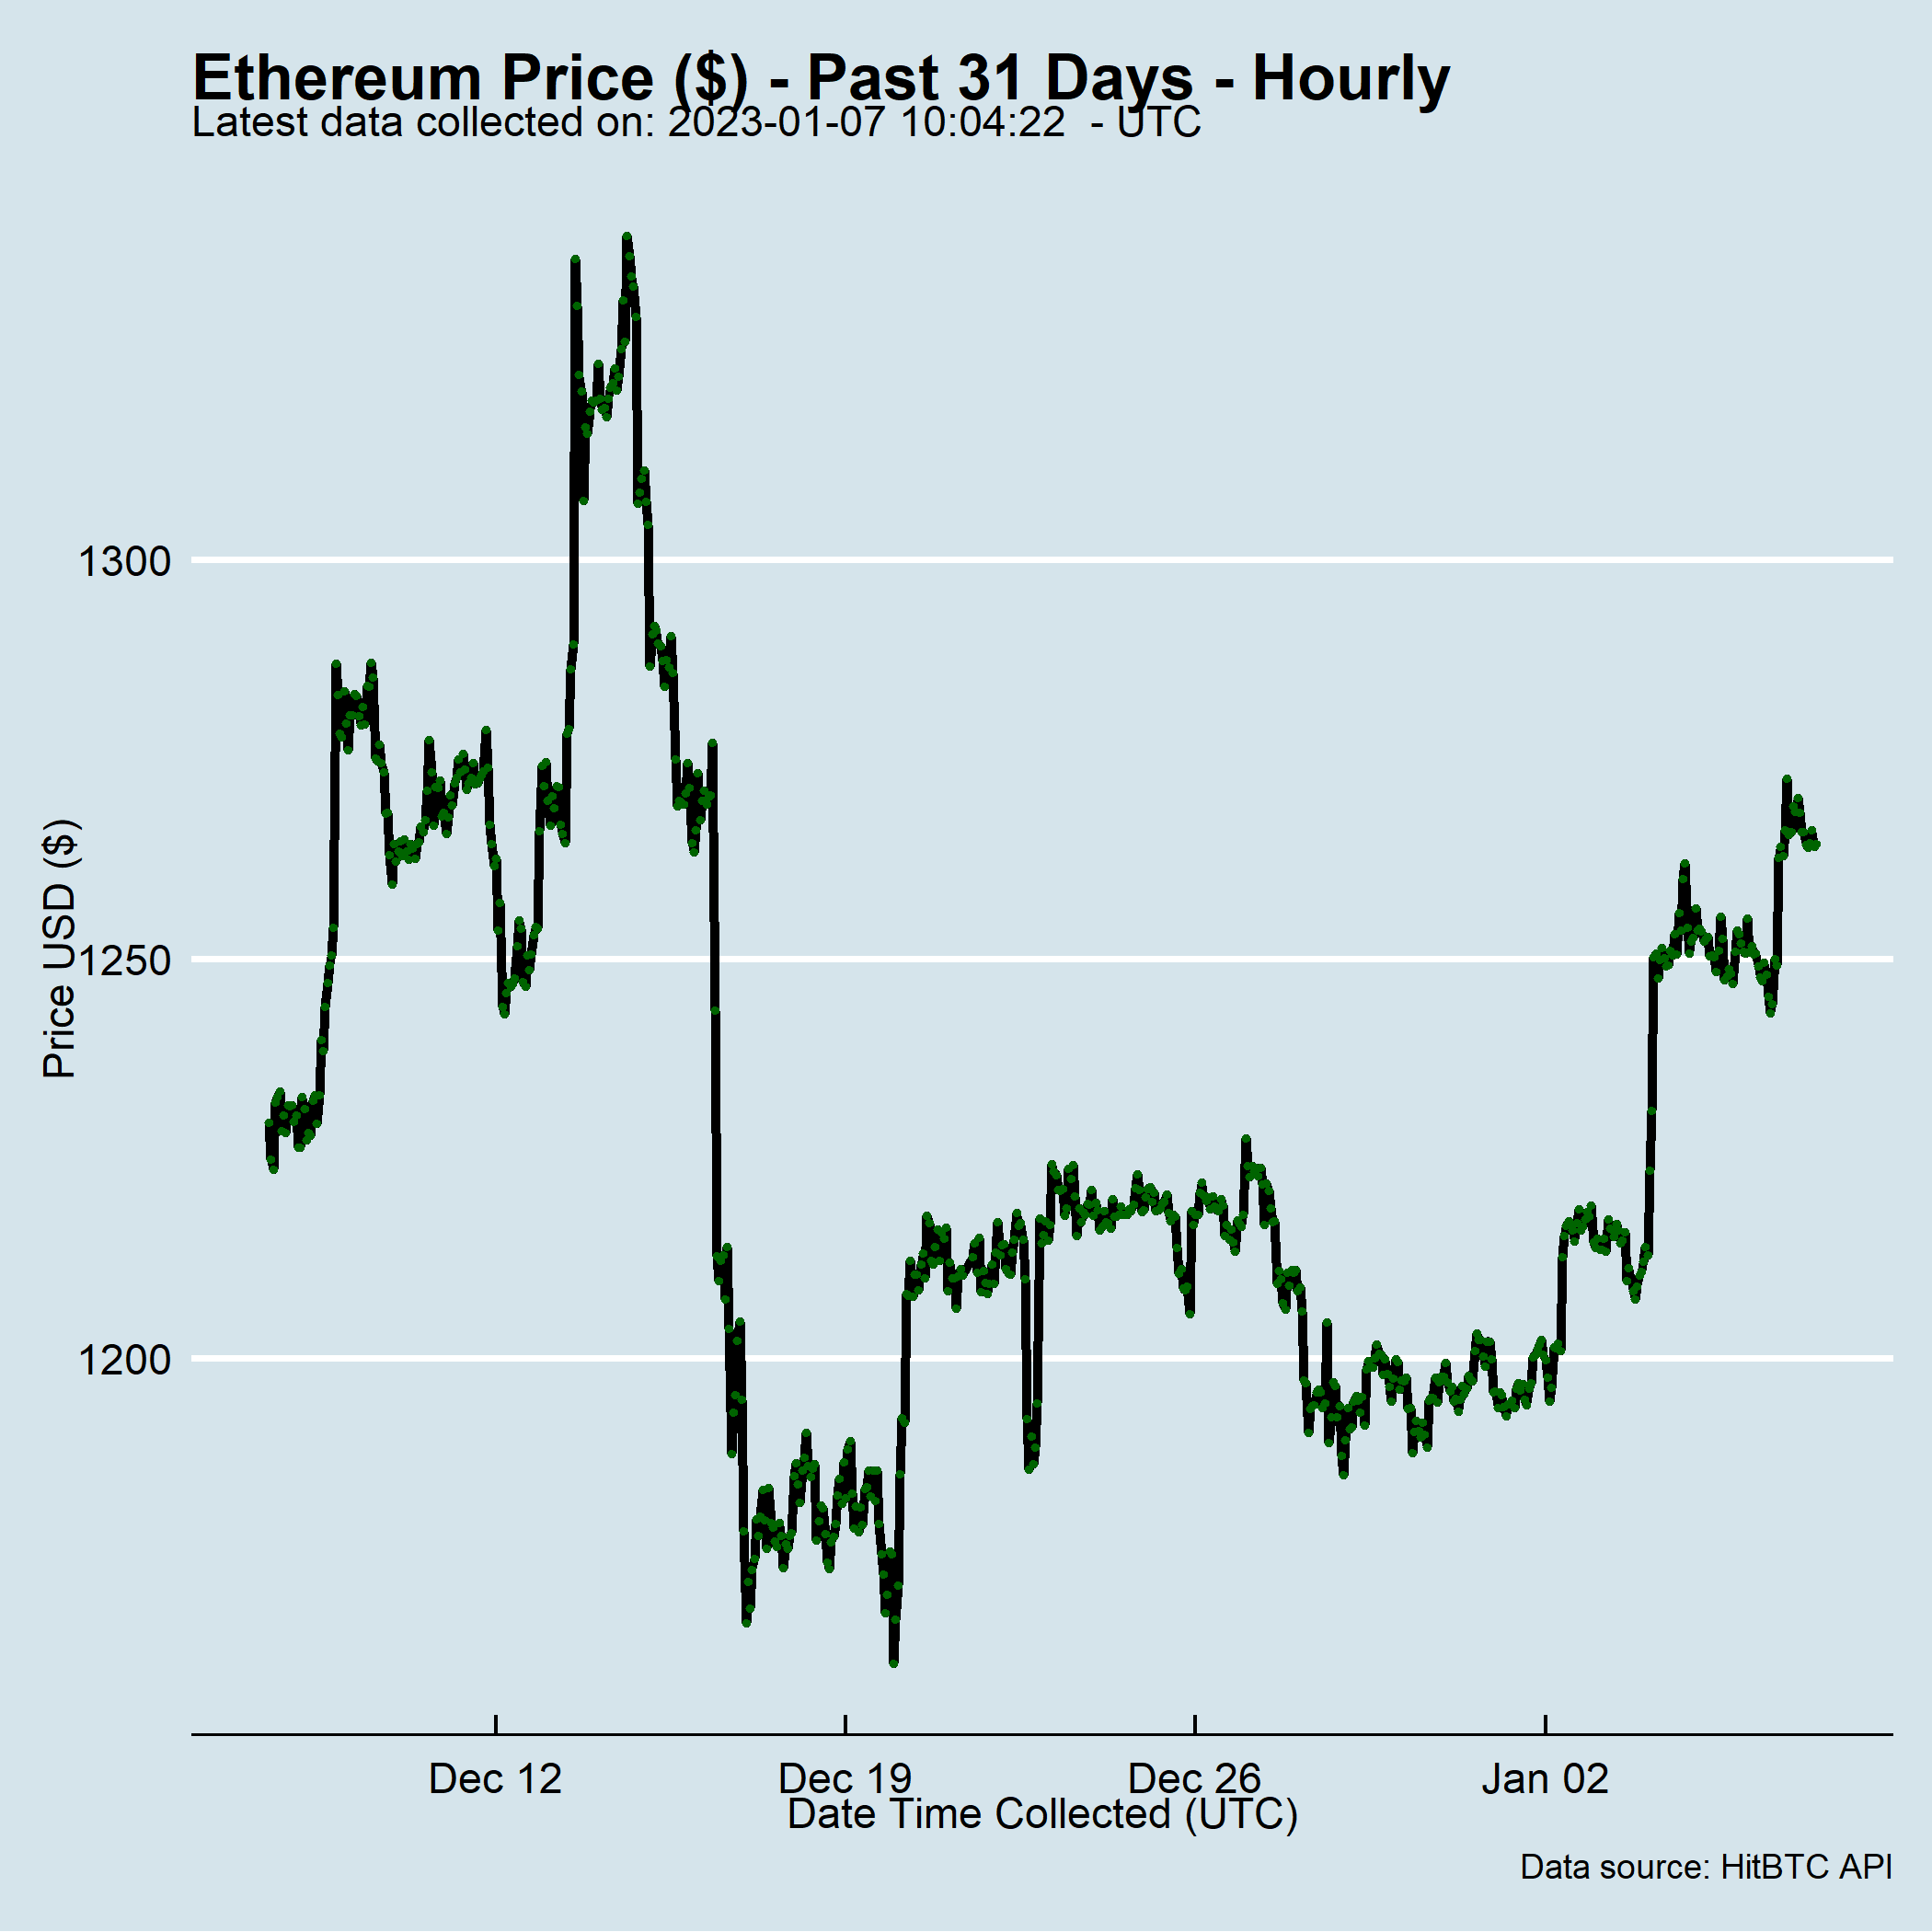 Ethereum Price ($) - Past 31 Days - Hourly
Latest data collected on: 2023-01-07 10:04:22  - UTC
1300
1250
1200
Price USD ($)
Dec 12
Dec 19
Dec 26
Jan 02
Date Time Collected (UTC)
Data source: HitBTC API